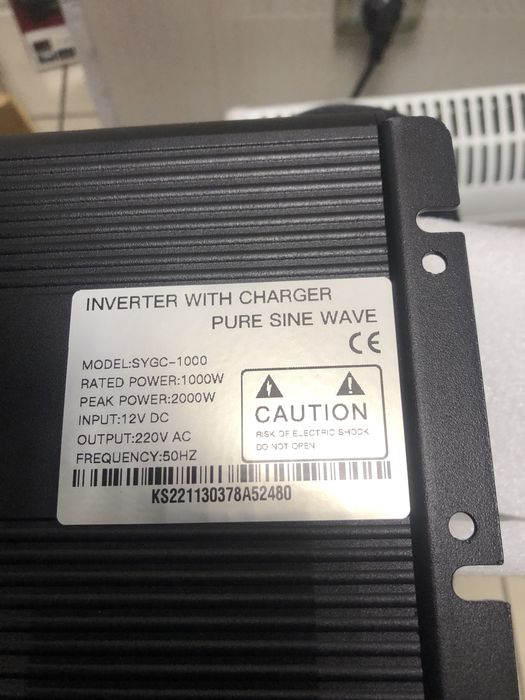 INVERTER WITH CHARGER
PURE SINE WAVE
CE
MODEL:SYGC-1000
RATED POWER:1000W
PEAK POWER:2000W
INPUT:12V DC
OUTPUT:220V AC
FREQUENCY:50HZ
CAUTION
RISK OF ELECTRIC SHOCK
DO NOT OPEN
KS221130378A52480